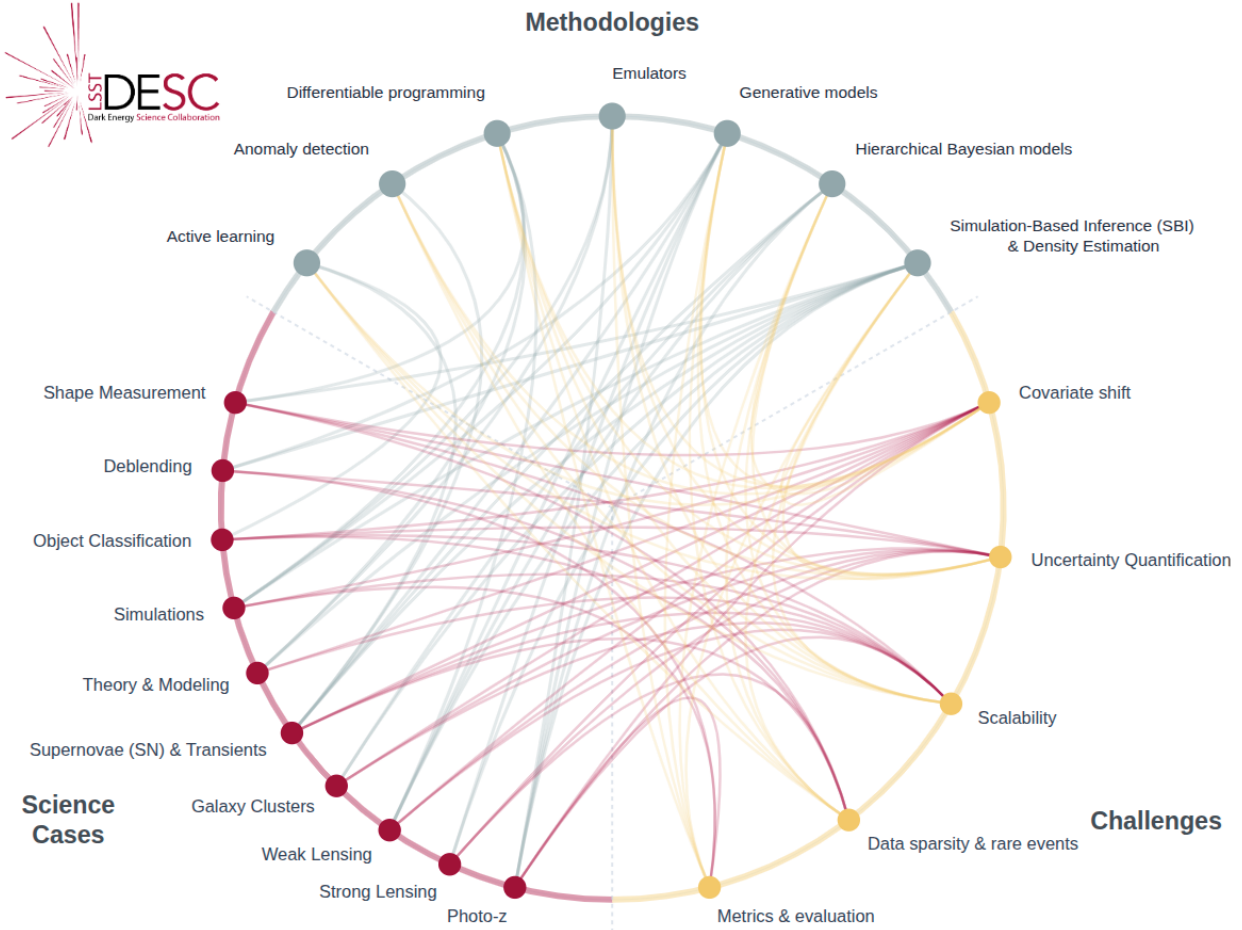 Methodologies
LSST
DESC
Dark Energy Science Collaboration
Emulators
Differentiable programming
Generative models
Anomaly detection
Hierarchical Bayesian models
Active learning
Simulation-Based Inference (SBI)
& Density Estimation
Shape Measurement
Covariate shift
Deblending
Object Classification
Uncertainty Quantification
Simulations
Theory & Modeling
Scalability
Supernovae (SN) & Transients
Galaxy Clusters
Science
Cases
Challenges
Data sparsity & rare events
Weak Lensing
Strong Lensing
Photo-z
Metrics & evaluation